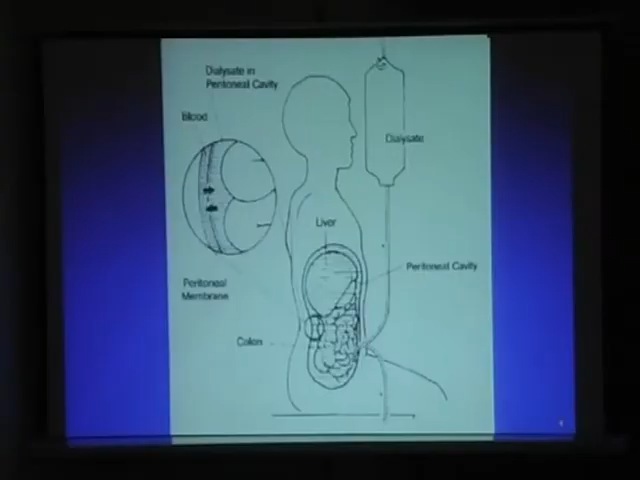 Dialysate in
Peritoneal Cavity
Blood
Dialysate
Liver
Peritoneal Cavity
Peritoneal
Membrane
Colon